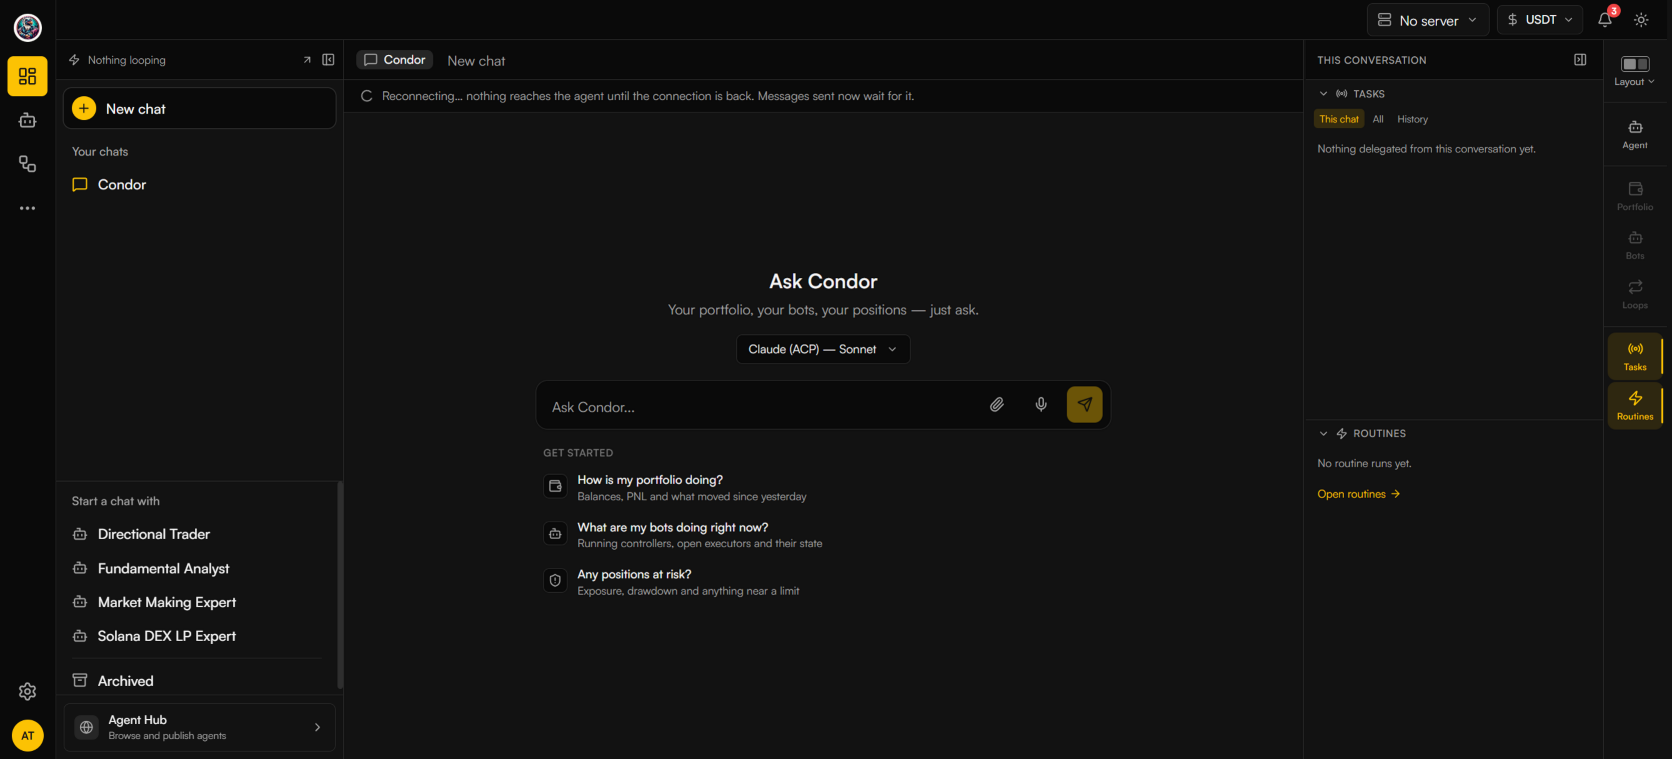 No server
$ USDT
3
Nothing looping
Condor
New chat
THIS CONVERSATION
Layout
New chat
Reconnecting... nothing reaches the agent until the connection is back. Messages sent now wait for it.
TASKS
This chat
All
History
Nothing delegated from this conversation yet.
Agent
Your chats
Condor
Portfolio
Bots
Loops
Ask Condor
Your portfolio, your bots, your positions — just ask.
Claude (ACP) — Sonnet
Ask Condor...
Tasks
Routines
ROUTINES
No routine runs yet.
Open routines →
GET STARTED
How is my portfolio doing?
Balances, PNL and what moved since yesterday
What are my bots doing right now?
Running controllers, open executors and their state
Any positions at risk?
Exposure, drawdown and anything near a limit
Start a chat with
Directional Trader
Fundamental Analyst
Market Making Expert
Solana DEX LP Expert
Archived
Agent Hub
Browse and publish agents
AT